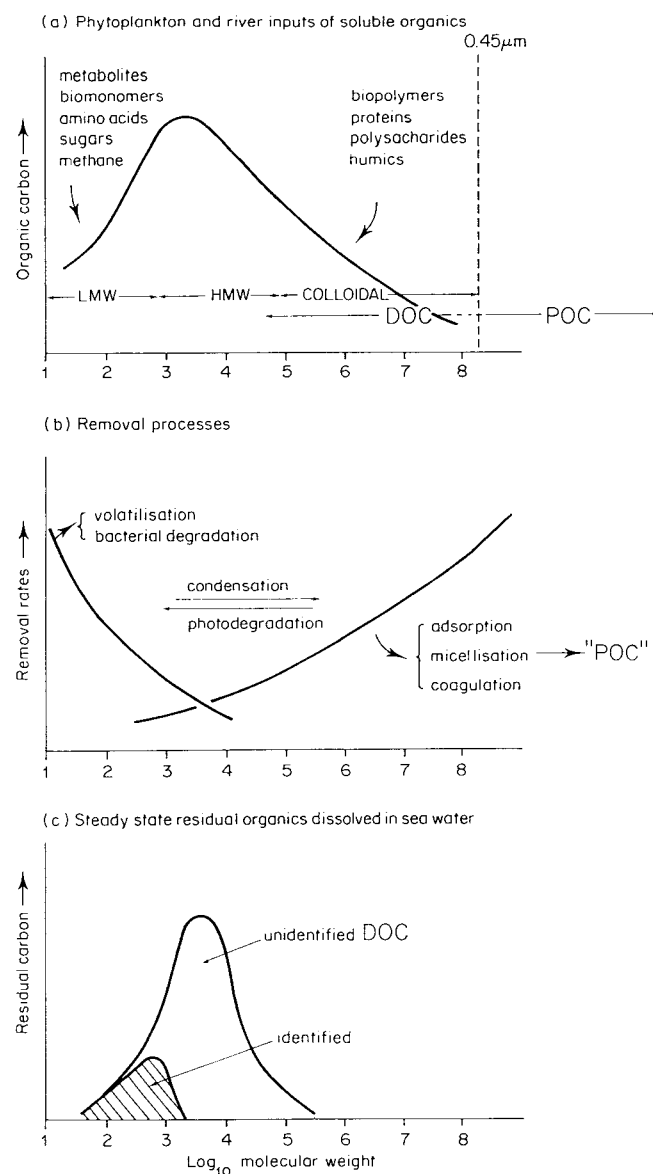 (a) Phytoplankton and river inputs of soluble organics
0.45μm
metabolites
biomonomers
amino acids
sugars
methane
biopolymers
proteins
polysacharides
humics
Organic carbon
LMW
HMW
COLLOIDAL
DOC
POC
1 2 3 4 5 6 7 8
(b) Removal processes
volatilisation
bacterial degradation
condensation
photodegradation
Removal rates
adsorption
micellisation
coagulation
"POC"
1 2 3 4 5 6 7 8
(c) Steady state residual organics dissolved in sea water
Residual carbon
unidentified DOC
identified
1 2 3 4 5 6 7 8
Log10 molecular weight